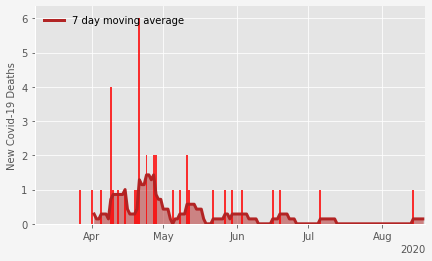 7 day moving average
New Covid-19 Deaths
6
5
4
3
2
1
0
Apr
May
Jun
Jul
Aug
2020